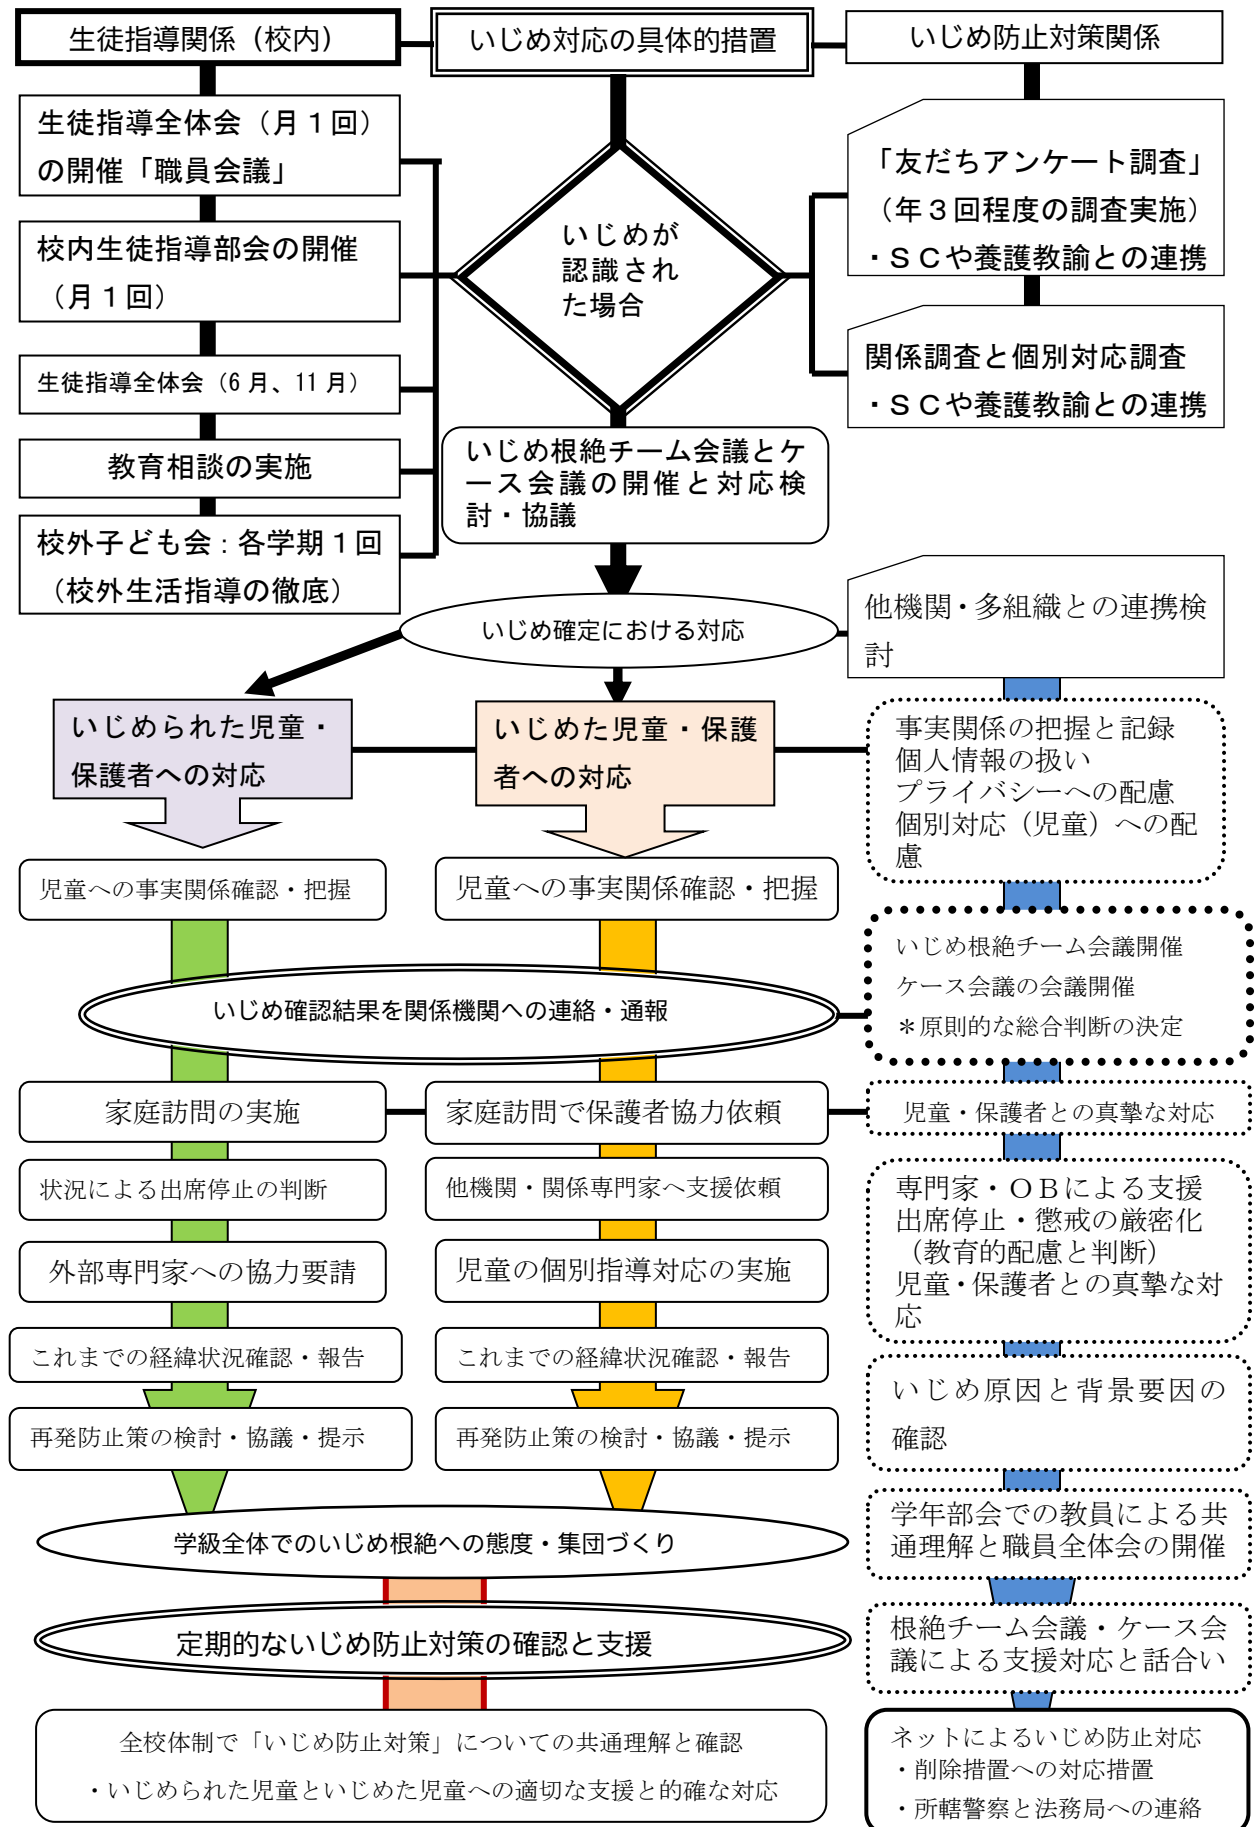 生徒指導関係（校内）
いじめ対応の具体的措置
いじめ防止対策関係
生徒指導全体会（月１回）
の開催「職員会議」
校内生徒指導部会の開催
（月１回）
生徒指導全体会（6 月、11 月）
教育相談の実施
校外子ども会：各学期１回
（校外生活指導の徹底）
いじめが
認識され
た場合
「友だちアンケート調査」
（年３回程度の調査実施）
・ＳＣや養護教諭との連携
関係調査と個別対応調査
・ＳＣや養護教諭との連携
いじめ根絶チーム会議とケ
ース会議の開催と対応検
討・協議
いじめ確定における対応
他機関・多組織との連携検
討
いじめられた児童・
保護者への対応
いじめた児童・保護
者への対応
事実関係の把握と記録
個人情報の扱い
プライバシーへの配慮
個別対応（児童）への配
慮
児童への事実関係確認・把握
児童への事実関係確認・把握
いじめ根絶チーム会議開催
ケース会議の会議開催
＊原則的な総合判断の決定
いじめ確認結果を関係機関への連絡・通報
家庭訪問の実施
家庭訪問で保護者協力依頼
児童・保護者との真摯な対応
状況による出席停止の判断
他機関・関係専門家へ支援依頼
専門家・ＯＢによる支援
出席停止・懲戒の厳密化
（教育的配慮と判断）
児童・保護者との真摯な対
応
外部専門家への協力要請
児童の個別指導対応の実施
これまでの経緯状況確認・報告
これまでの経緯状況確認・報告
いじめ原因と背景要因の
確認
再発防止策の検討・協議・提示
再発防止策の検討・協議・提示
学級全体でのいじめ根絶への態度・集団づくり
学年部会での教員による共
通理解と職員全体会の開催
定期的ないじめ防止対策の確認と支援
根絶チーム会議・ケース会
議による支援対応と話合い
全校体制で「いじめ防止対策」についての共通理解と確認
・いじめられた児童といじめた児童への適切な支援と的確な対応
ネットによるいじめ防止対応
・削除措置への対応措置
・所轄警察と法務局への連絡